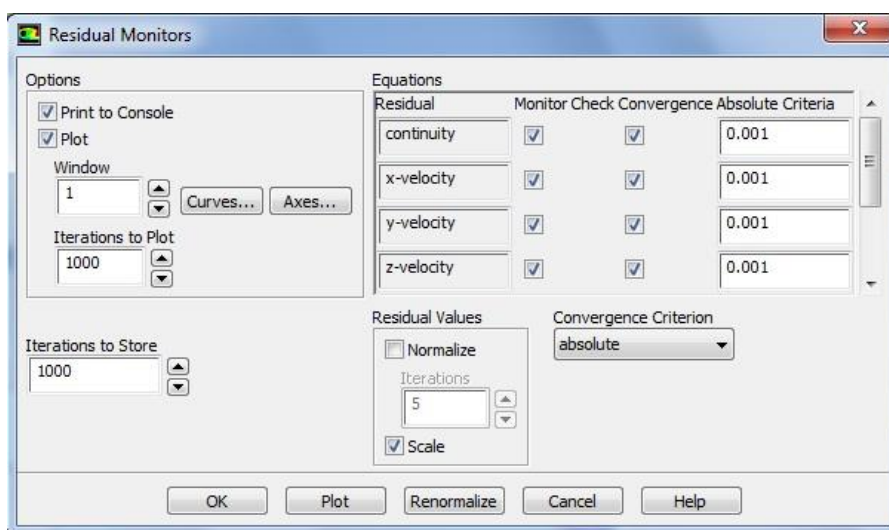 Residual Monitors
Options
Print to Console
Plot
Window
1
Curves...
Axes...
Iterations to Plot
1000
Iterations to Store
1000
Equations
Residual Monitor Check Convergence Absolute Criteria
continuity 0.001
x-velocity 0.001
y-velocity 0.001
z-velocity 0.001
Residual Values
Normalize
Iterations
5
Scale
Convergence Criterion
absolute
OK Plot Renormalize Cancel Help